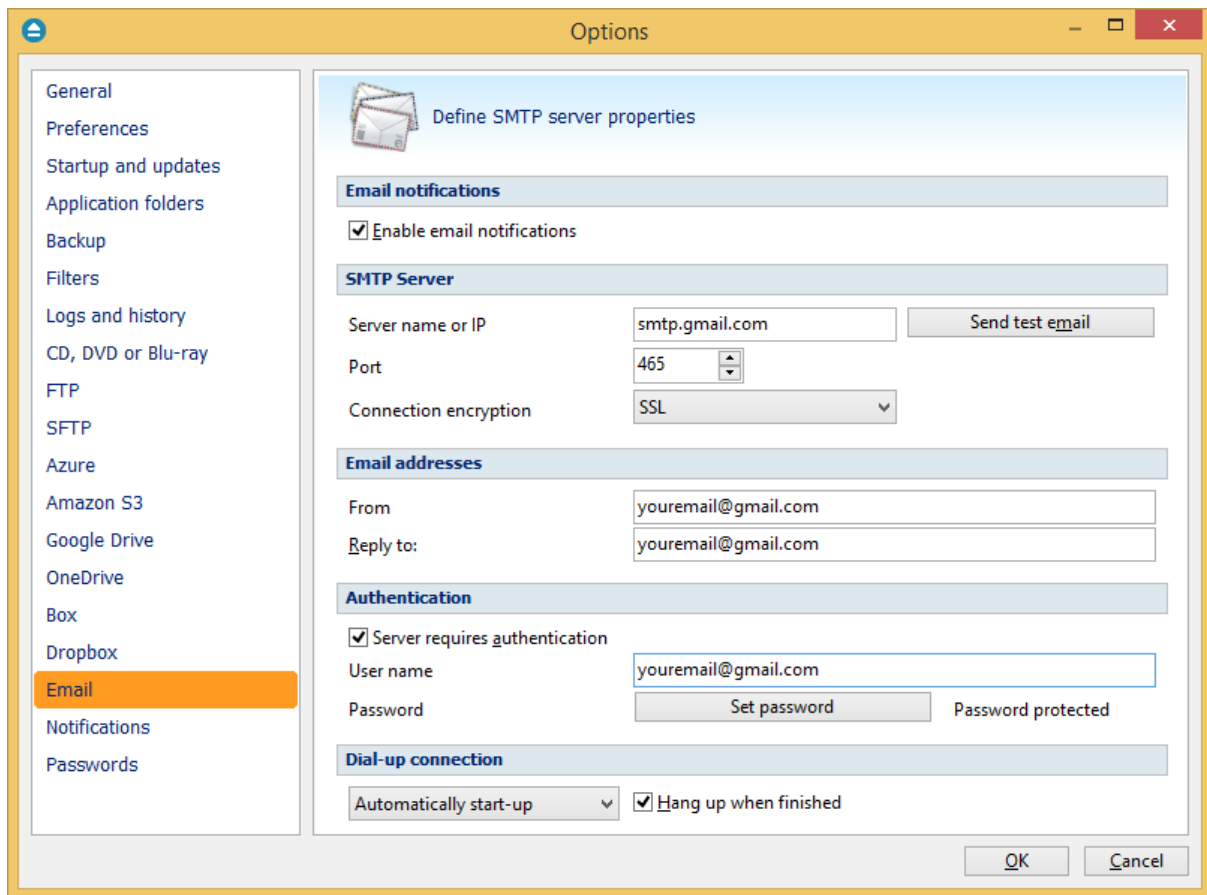 Options
General
Preferences
Startup and updates
Application folders
Backup
Filters
Logs and history
CD, DVD or Blu-ray
FTP
SFTP
Azure
Amazon S3
Google Drive
OneDrive
Box
Dropbox
Email
Notifications
Passwords
Define SMTP server properties
Email notifications
Enable email notifications
SMTP Server
Server name or IP smtp.gmail.com Send test email
Port 465
Connection encryption SSL
Email addresses
From youremail@gmail.com
Reply to: youremail@gmail.com
Authentication
Server requires authentication
User name youremail@gmail.com
Password Set password Password protected
Dial-up connection
Automatically start-up Hang up when finished
OK Cancel